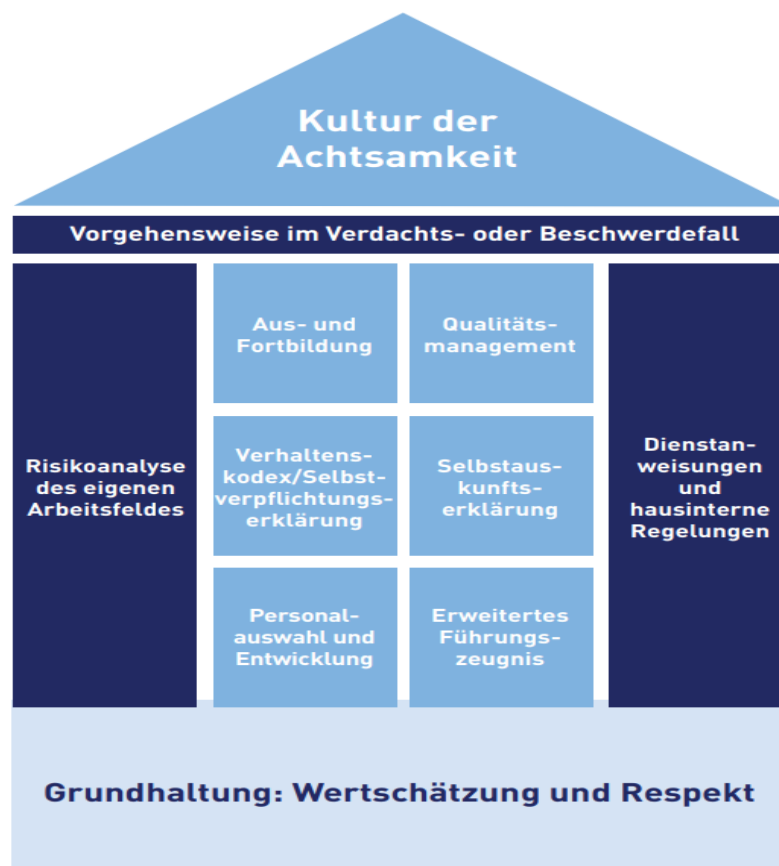 Kultur der
Achtsamkeit
Vorgehensweise im Verdachts- oder Beschwerdefall
Risikoanalyse
des eigenen
Arbeitsfeldes
Aus- und
Fortbildung
Qualitäts-
management
Verhaltens-
kodex/Selbst-
verpflichtungs-
erklärung
Selbstaus-
kunfts-
erklärung
Personal-
auswahl und
Entwicklung
Erweitertes
Führungs-
zeugnis
Dienstan-
weisungen
und
hausinterne
Regelungen
Grundhaltung: Wertschätzung und Respekt